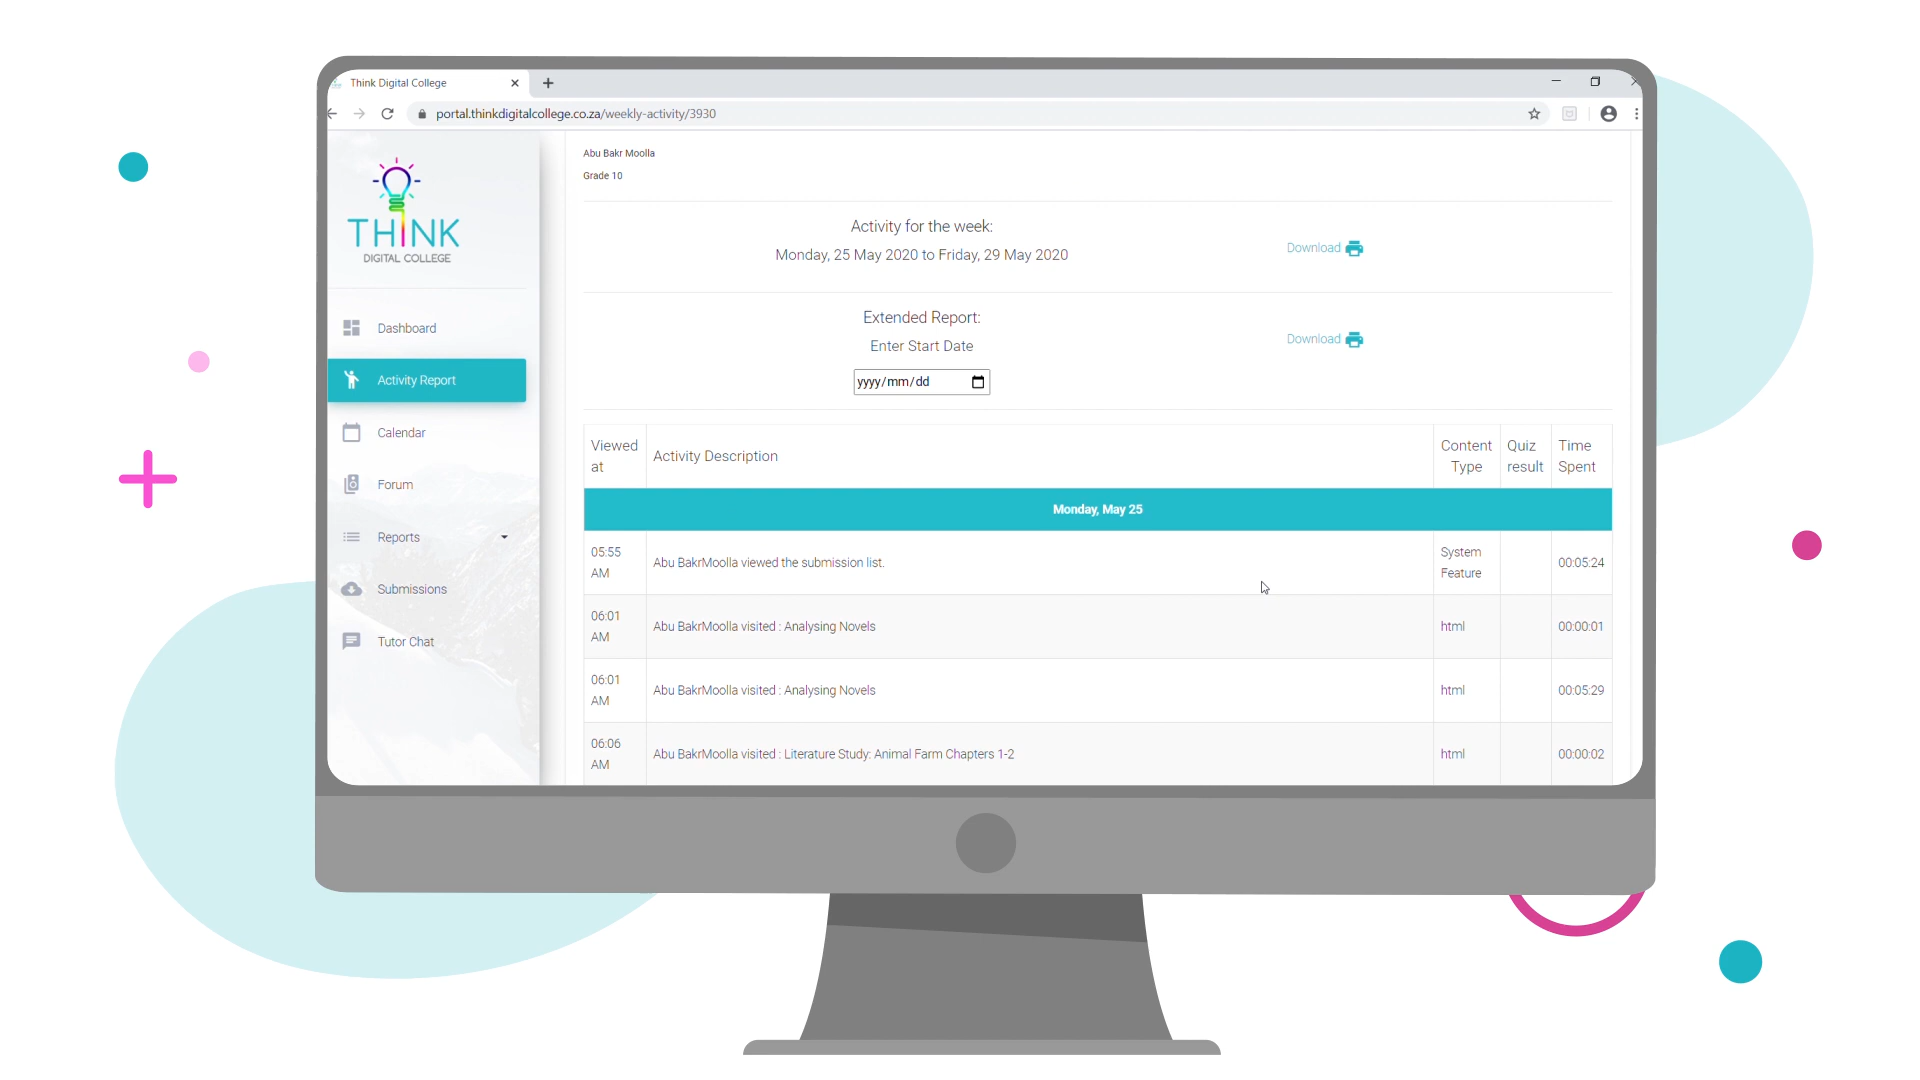 Think Digital College
portal.thinkdigitalcollege.co.za/weekly-activity/3930
THINK
DIGITAL COLLEGE
Dashboard
Activity Report
Calendar
Forum
Reports
Submissions
Tutor Chat
Abu Bakr Moolla
Grade 10
Activity for the week:
Monday, 25 May 2020 to Friday, 29 May 2020
Download
Extended Report:
Enter Start Date
Download
yyyy/mm/dd
Viewed at
Activity Description
Content Type
Quiz result
Time Spent
Monday, May 25
05:55 AM
Abu BakrMoolla viewed the submission list.
System Feature
00:05:24
06:01 AM
Abu BakrMoolla visited : Analysing Novels
html
00:00:01
06:01 AM
Abu BakrMoolla visited : Analysing Novels
html
00:05:29
06:06 AM
Abu BakrMoolla visited : Literature Study: Animal Farm Chapters 1-2
html
00:00:02